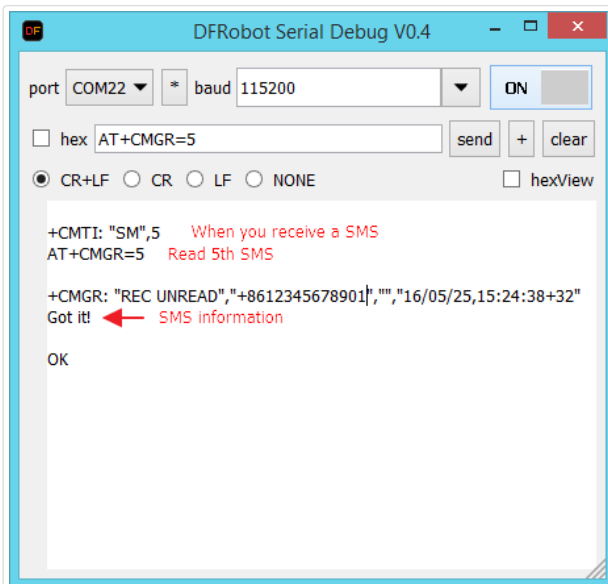 DF DFRobot Serial Debug V0.4
port COM22 * baud 115200 ON
hex AT+CMGR=5 send + clear
CR+LF CR LF NONE hexView
+CMTI: "SM",5 When you receive a SMS
AT+CMGR=5 Read 5th SMS
+CMGR: "REC UNREAD","+8612345678901","","16/05/25,15:24:38+32"
Got it! SMS information
OK